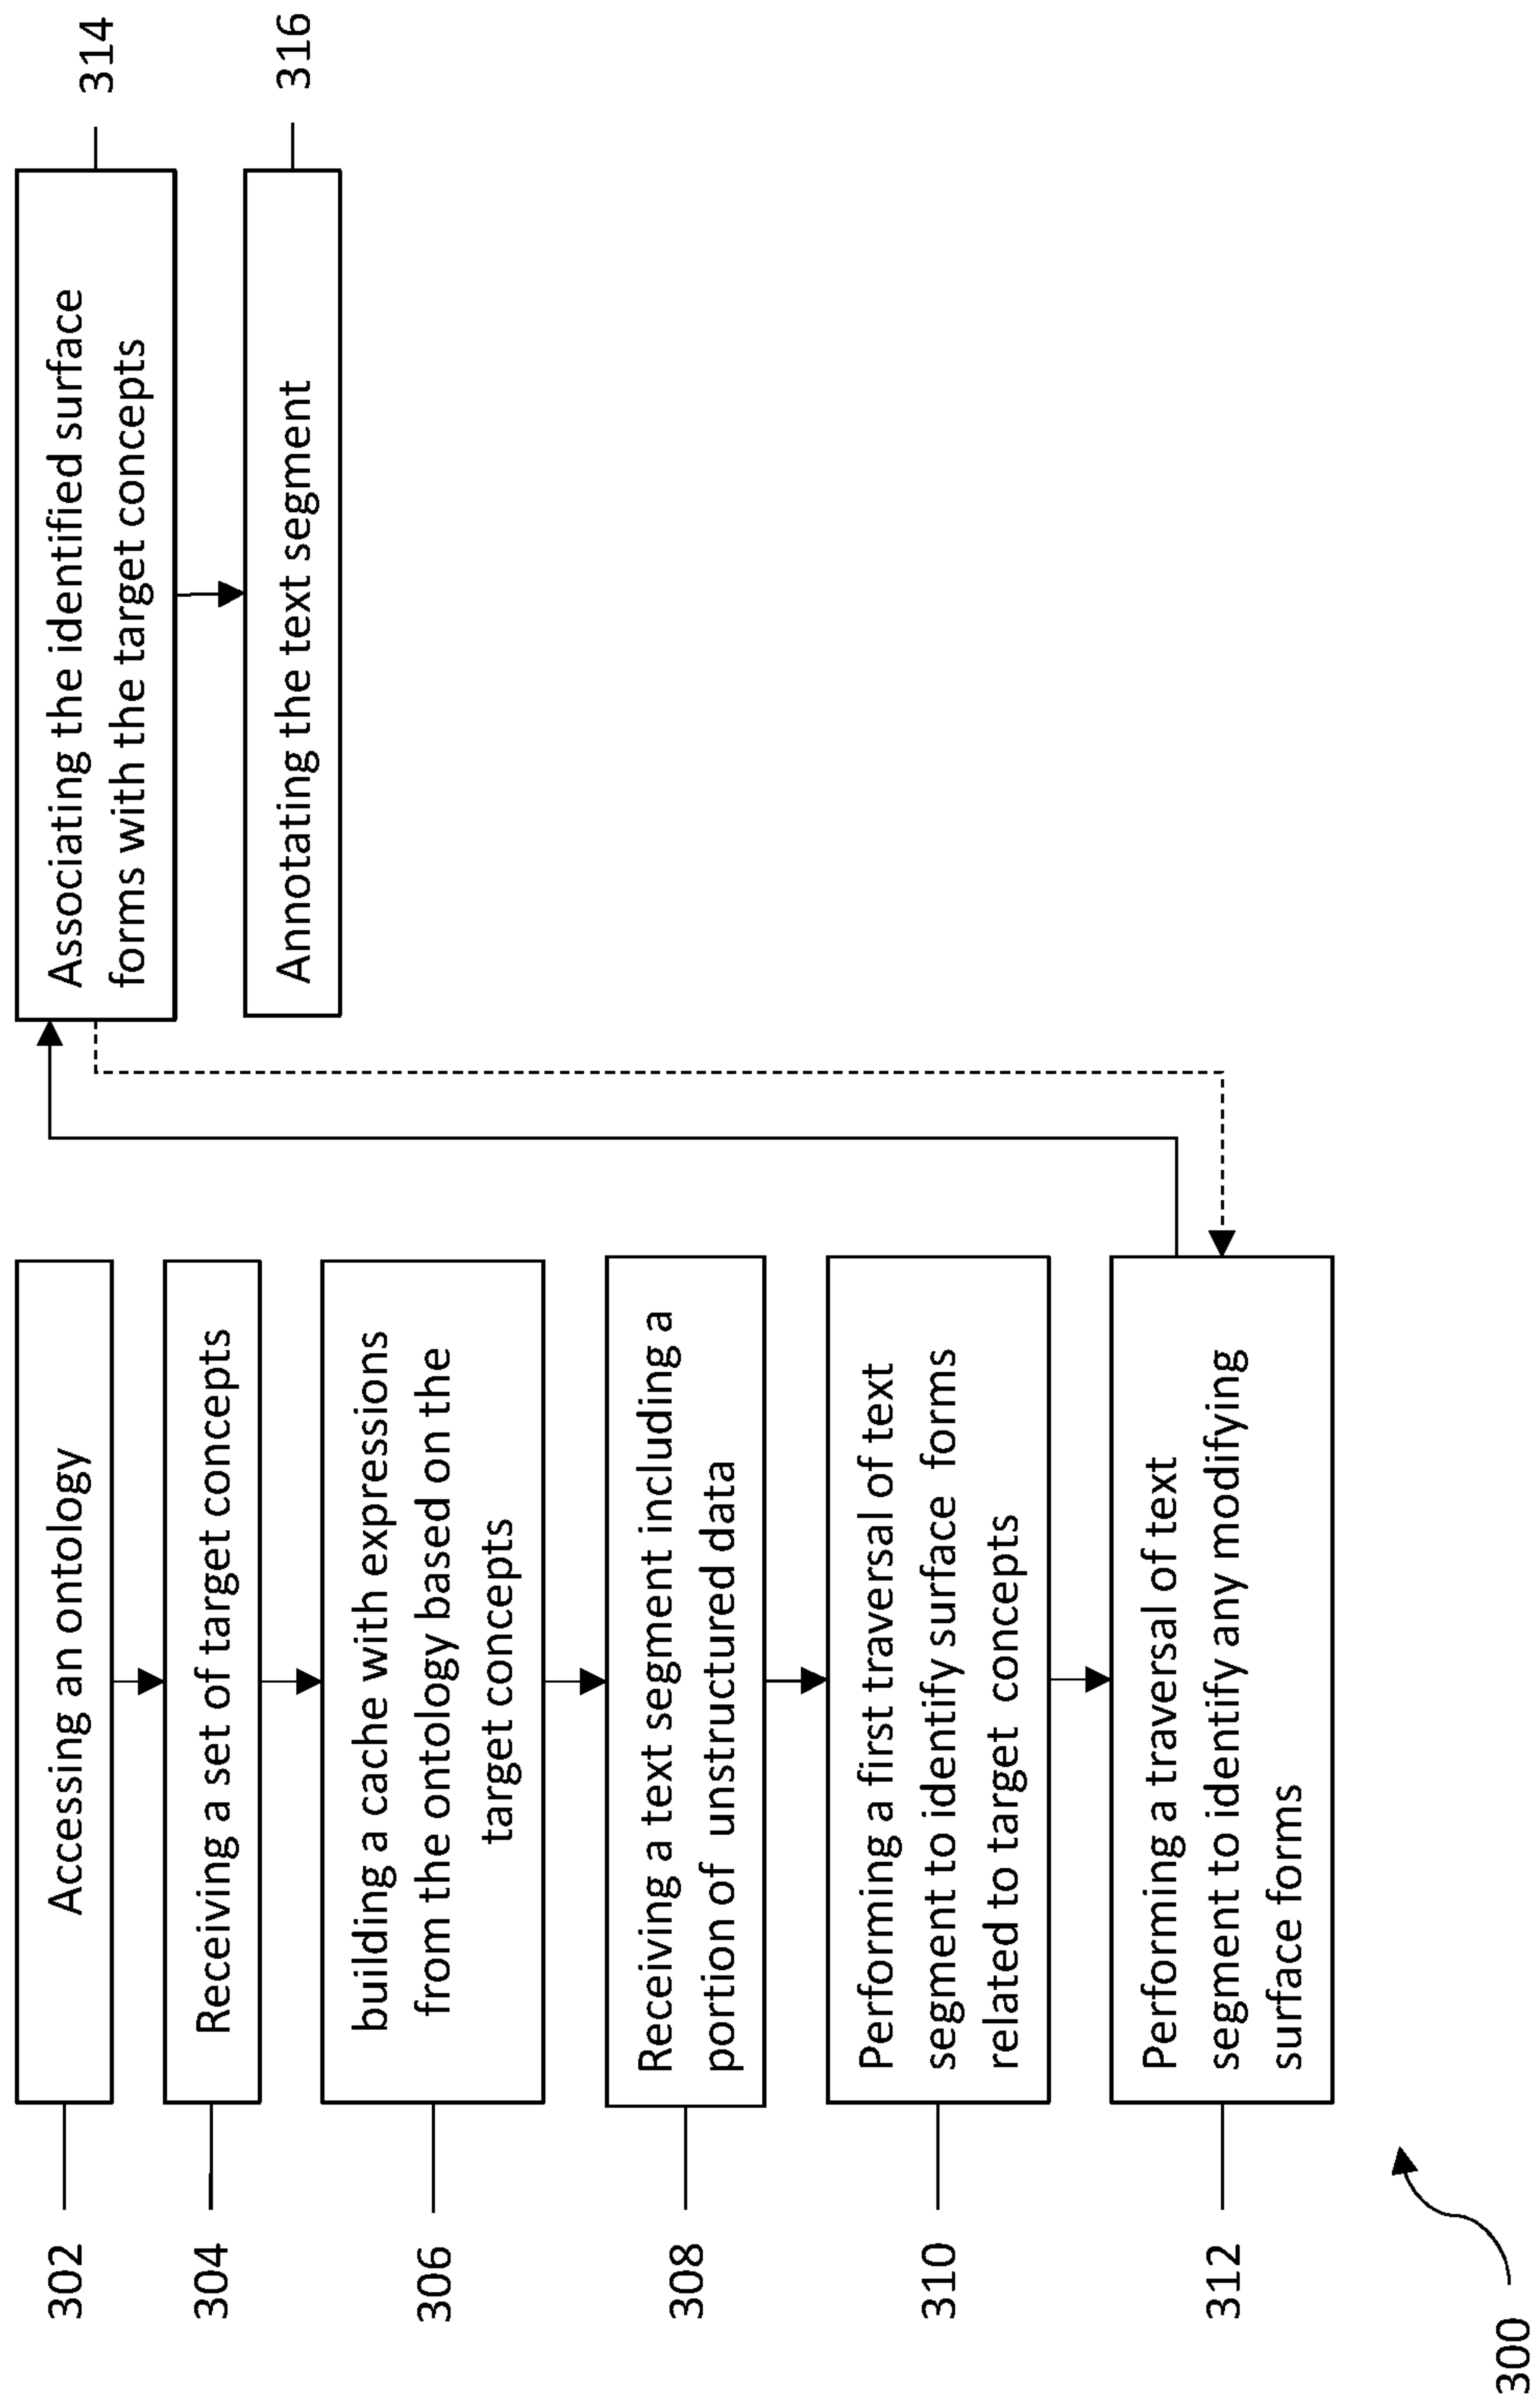 302
Accessing an ontology
304
Receiving a set of target concepts
306
building a cache with expressions
from the ontology based on the
target concepts
308
Receiving a text segment including a
portion of unstructured data
310
Performing a first traversal of text
segment to identify surface forms
related to target concepts
312
Performing a traversal of text
segment to identify any modifying
surface forms
314
Associating the identified surface
forms with the target concepts
316
Annotating the text segment
300